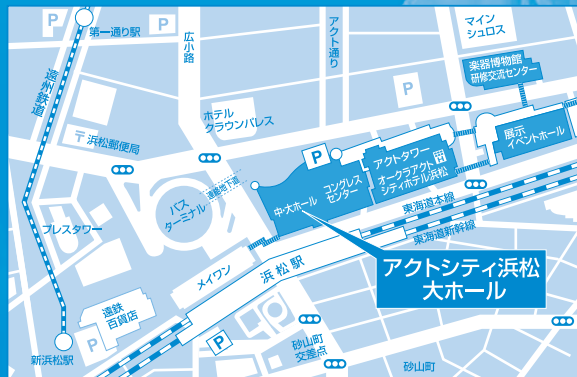 第一通り駅
P
遠州鉄道
広小路
アクト通り
マイン
シュロス
P
楽器博物館
研修交流センター
ホテル
クラウンパレス
〒浜松郵便局
P
展示
イベントホール
アクトタワー
オークラアクト
シティホテル浜松
コングレス
センター
中・大ホール
連絡地下道
バス
ターミナル
プレスタワー
東海道本線
東海道新幹線
メイワン
浜松駅
アクトシティ浜松
大ホール
遠鉄
百貨店
P
P
新浜松駅
砂山町
交差点
砂山町